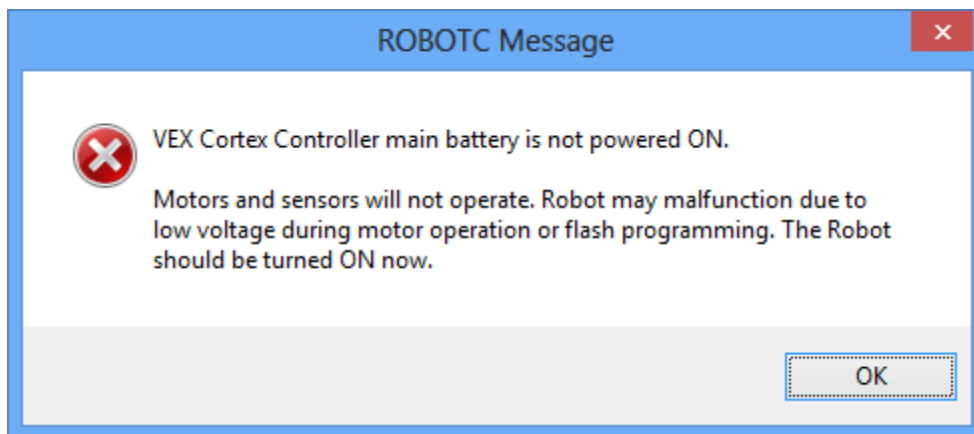 ROBOTC Message
VEX Cortex Controller main battery is not powered ON.
Motors and sensors will not operate. Robot may malfunction due to
low voltage during motor operation or flash programming. The Robot
should be turned ON now.
OK